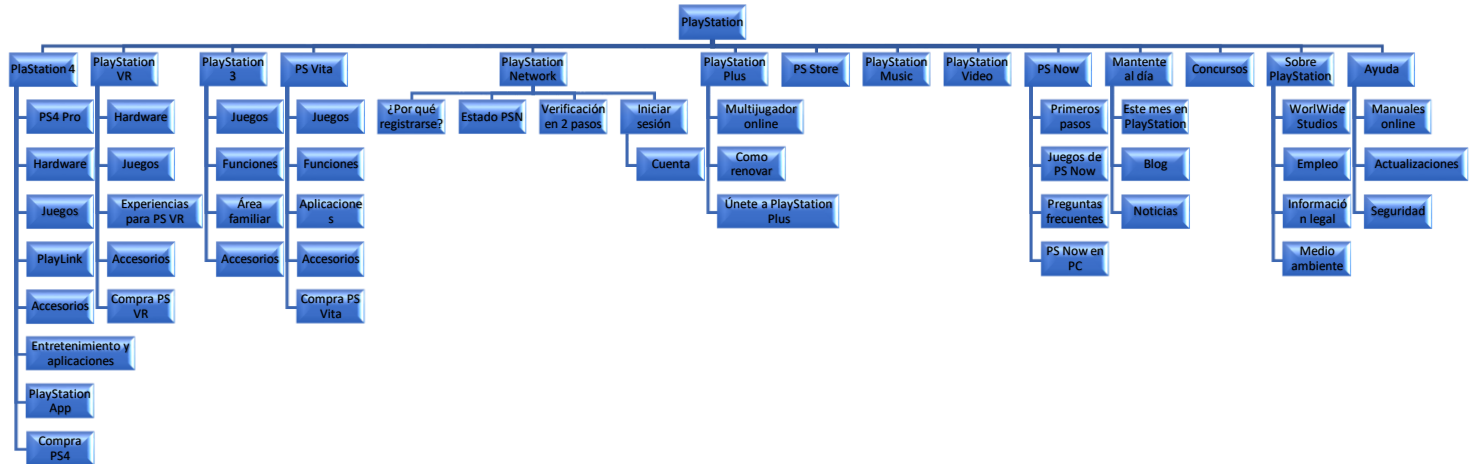 PlayStation
PlaStation 4
PlayStation
VR
PlayStation
3
PS Vita
PlayStation
Network
PlayStation
Plus
PS Store
PlayStation
Music
PlayStation
Video
PS Now
Mantente
al día
Concursos
Sobre
PlayStation
Ayuda
PS4 Pro
Hardware
Juegos
PlayLink
Accesorios
Entretenimiento y
aplicaciones
PlayStation
App
Compra
PS4
Hardware
Juegos
Experiencias
para PS VR
Accesorios
Compra PS
VR
Juegos
Funciones
Área
familiar
Accesorios
Juegos
Funciones
Aplicacione
s
Accesorios
Compra PS
Vita
¿Por qué
registrarse?
Estado PSN
Verificación
en 2 pasos
Iniciar
sesión
Cuenta
Multijugador
online
Como
renovar
Únete a PlayStation
Plus
Primeros
pasos
Juegos de
PS Now
Preguntas
frecuentes
PS Now en
PC
Este mes en
PlayStation
Blog
Noticias
WorlWide
Studios
Empleo
Informació
n legal
Medio
ambiente
Manuales
online
Actualizaciones
Seguridad